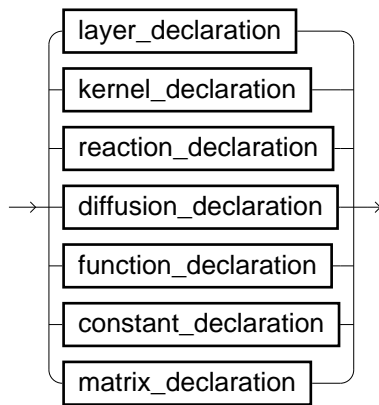 layer_declaration
kernel_declaration
reaction_declaration
diffusion_declaration
function_declaration
constant_declaration
matrix_declaration